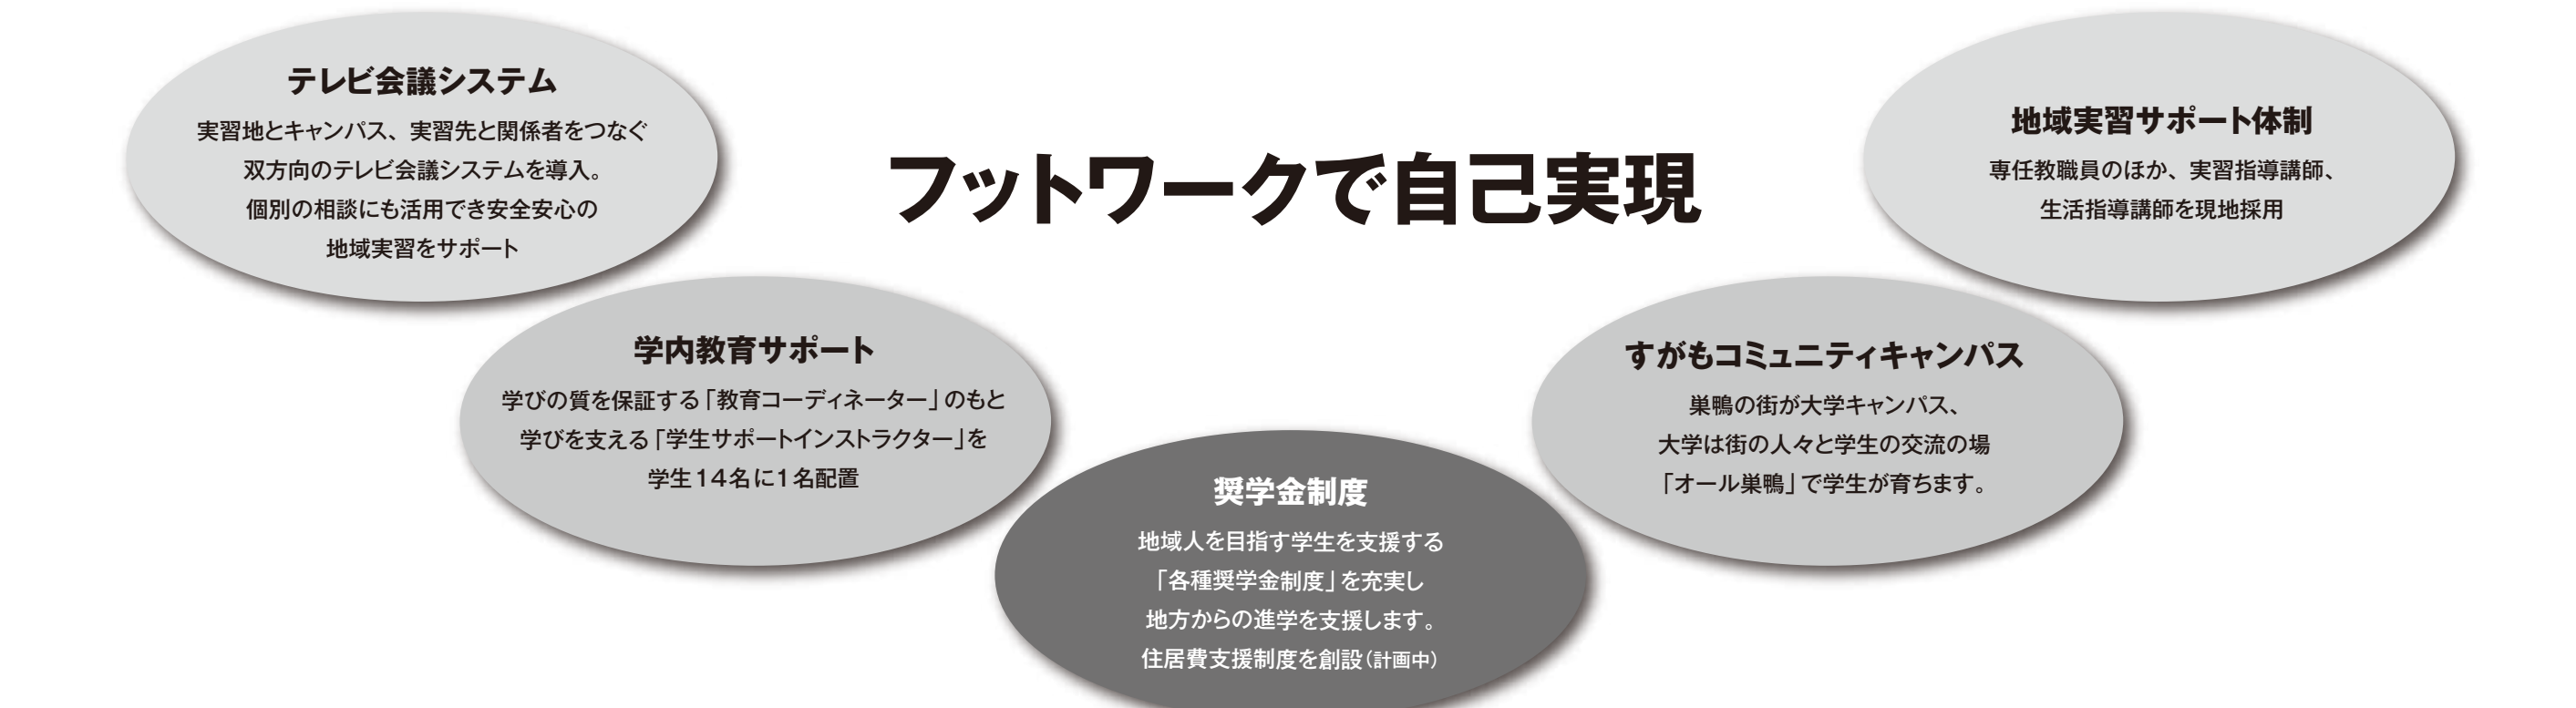 フットワークで自己実現
テレビ会議システム
実習地とキャンパス、実習先と関係者をつなぐ
双方向のテレビ会議システムを導入。
個別の相談にも活用でき安全安心の
地域実習をサポート
学内教育サポート
学びの質を保証する「教育コーディネーター」のもと
学びを支える「学生サポートインストラクター」を
学生14名に1名配置
奨学金制度
地域人を目指す学生を支援する
「各種奨学金制度」を充実し
地方からの進学を支援します。
住居費支援制度を創設（計画中）
すがもコミュニティキャンパス
巣鴨の街が大学キャンパス、
大学は街の人々と学生の交流の場
「オール巣鴨」で学生が育ちます。
地域実習サポート体制
専任教職員のほか、実習指導講師、
生活指導講師を現地採用